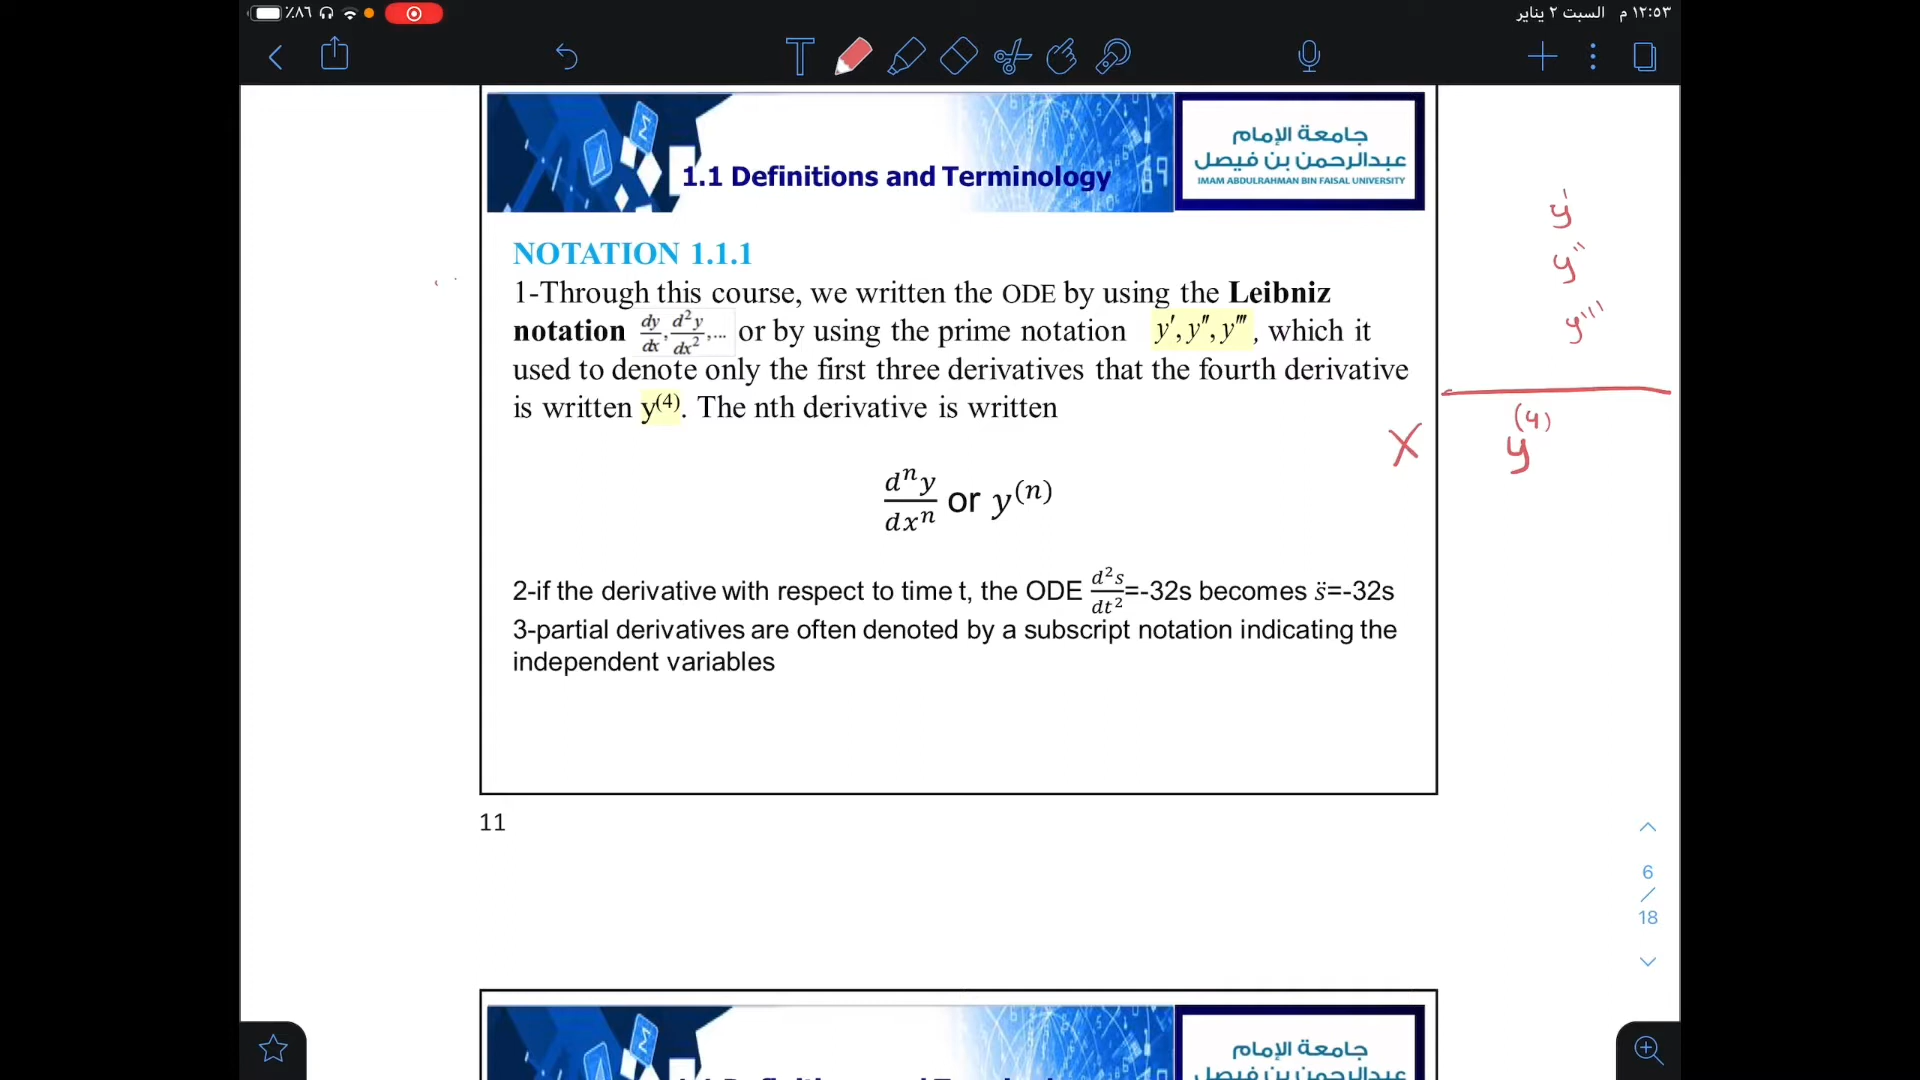 ٪٨٦
١٢:٥٣ م السبت ٢ يناير
1.1 Definitions and Terminology
جامعة الإمام
عبدالرحمن بن فيصل
IMAM ABDULRAHMAN BIN FAISAL UNIVERSITY
NOTATION 1.1.1
1-Through this course, we written the ODE by using the Leibniz
notation dy/dx, d²y/dx²,... or by using the prime notation y′, y″, y‴, which it
used to denote only the first three derivatives that the fourth derivative
is written y⁽⁴⁾. The nth derivative is written
dⁿy/dxⁿ or y⁽ⁿ⁾
2-if the derivative with respect to time t, the ODE d²s/dt²=-32s becomes s̈=-32s
3-partial derivatives are often denoted by a subscript notation indicating the
independent variables
y'
y''
y'''
X y⁽⁴⁾
11
6
/
18
جامعة الإمام